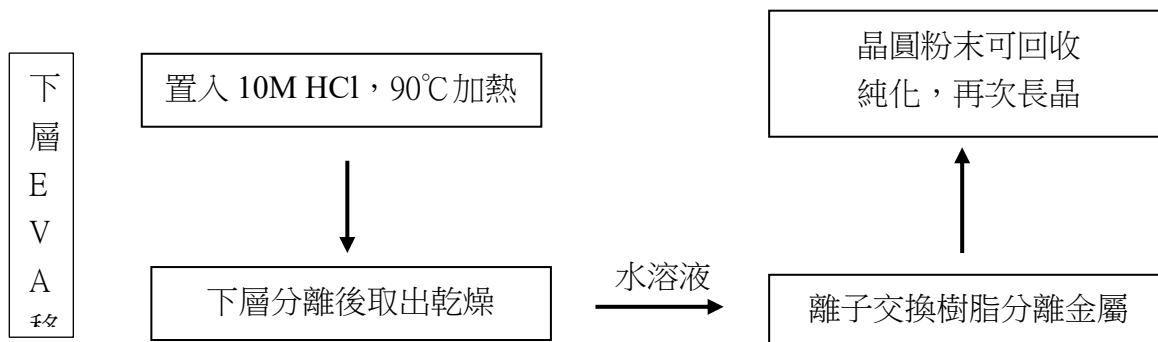 下
層
E
V
A
移
置入 10M HCl，90℃加熱
下層分離後取出乾燥
水溶液
離子交換樹脂分離金屬
晶圓粉末可回收
純化，再次長晶